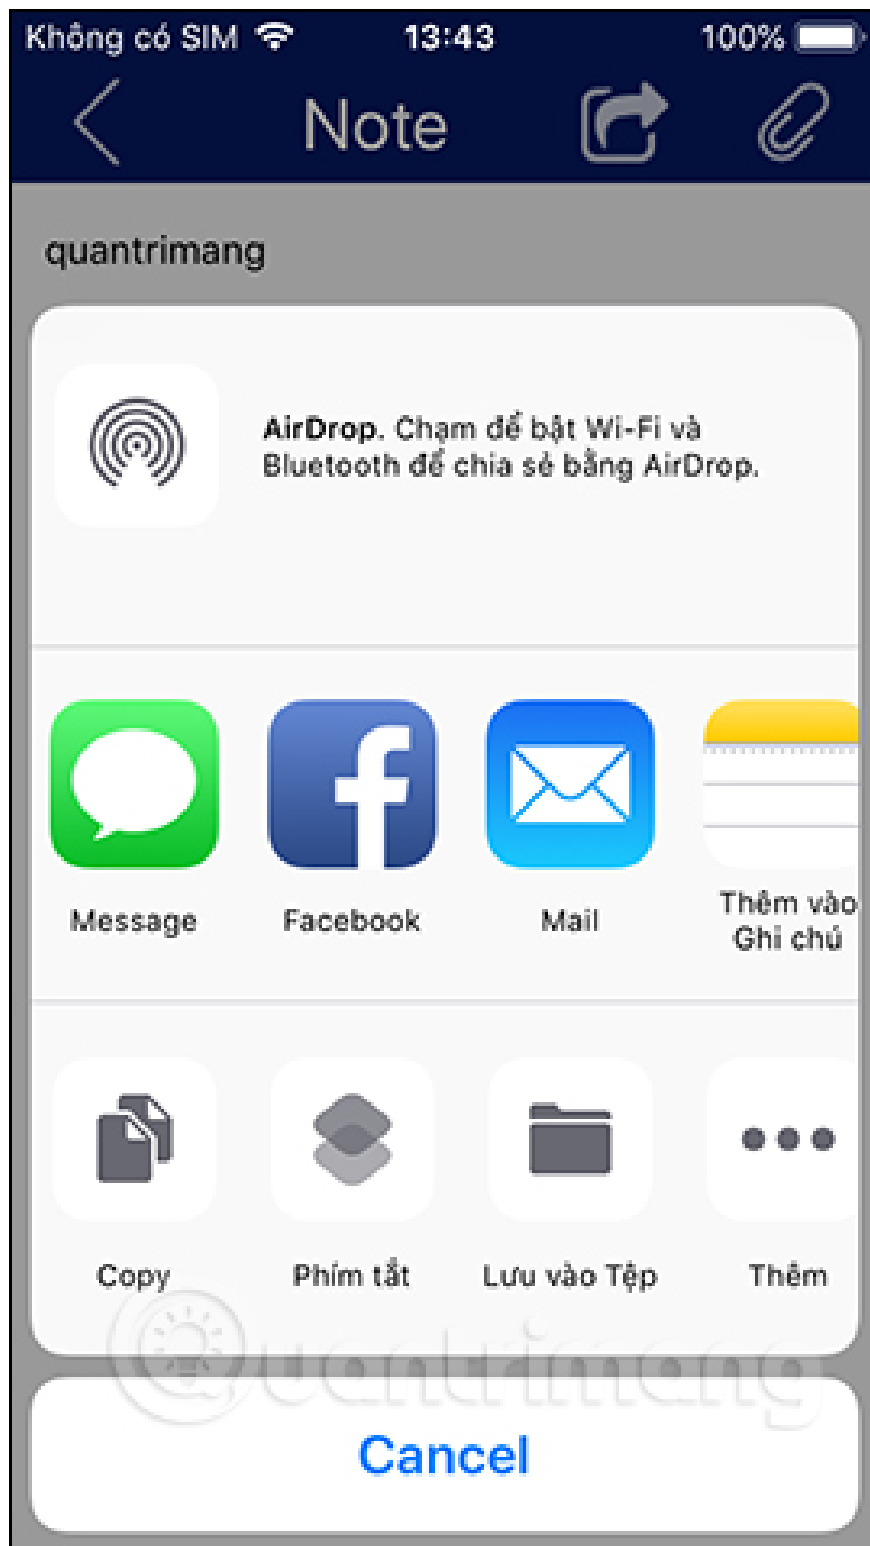 Không có SIM 13:43 100%
Note
quantrimang
AirDrop. Chạm để bật Wi-Fi và
Bluetooth để chia sẻ bằng AirDrop.
Message Facebook Mail Thêm vào
Ghi chú
Copy Phím tắt Lưu vào Tệp Thêm
Quantrimang
Cancel